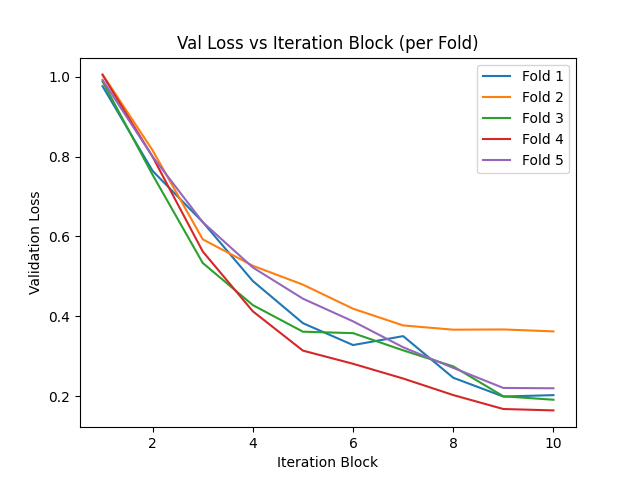 Val Loss vs Iteration Block (per Fold)
Fold 1
Fold 2
Fold 3
Fold 4
Fold 5
Validation Loss
1.0
0.8
0.6
0.4
0.2
2 4 6 8 10
Iteration Block